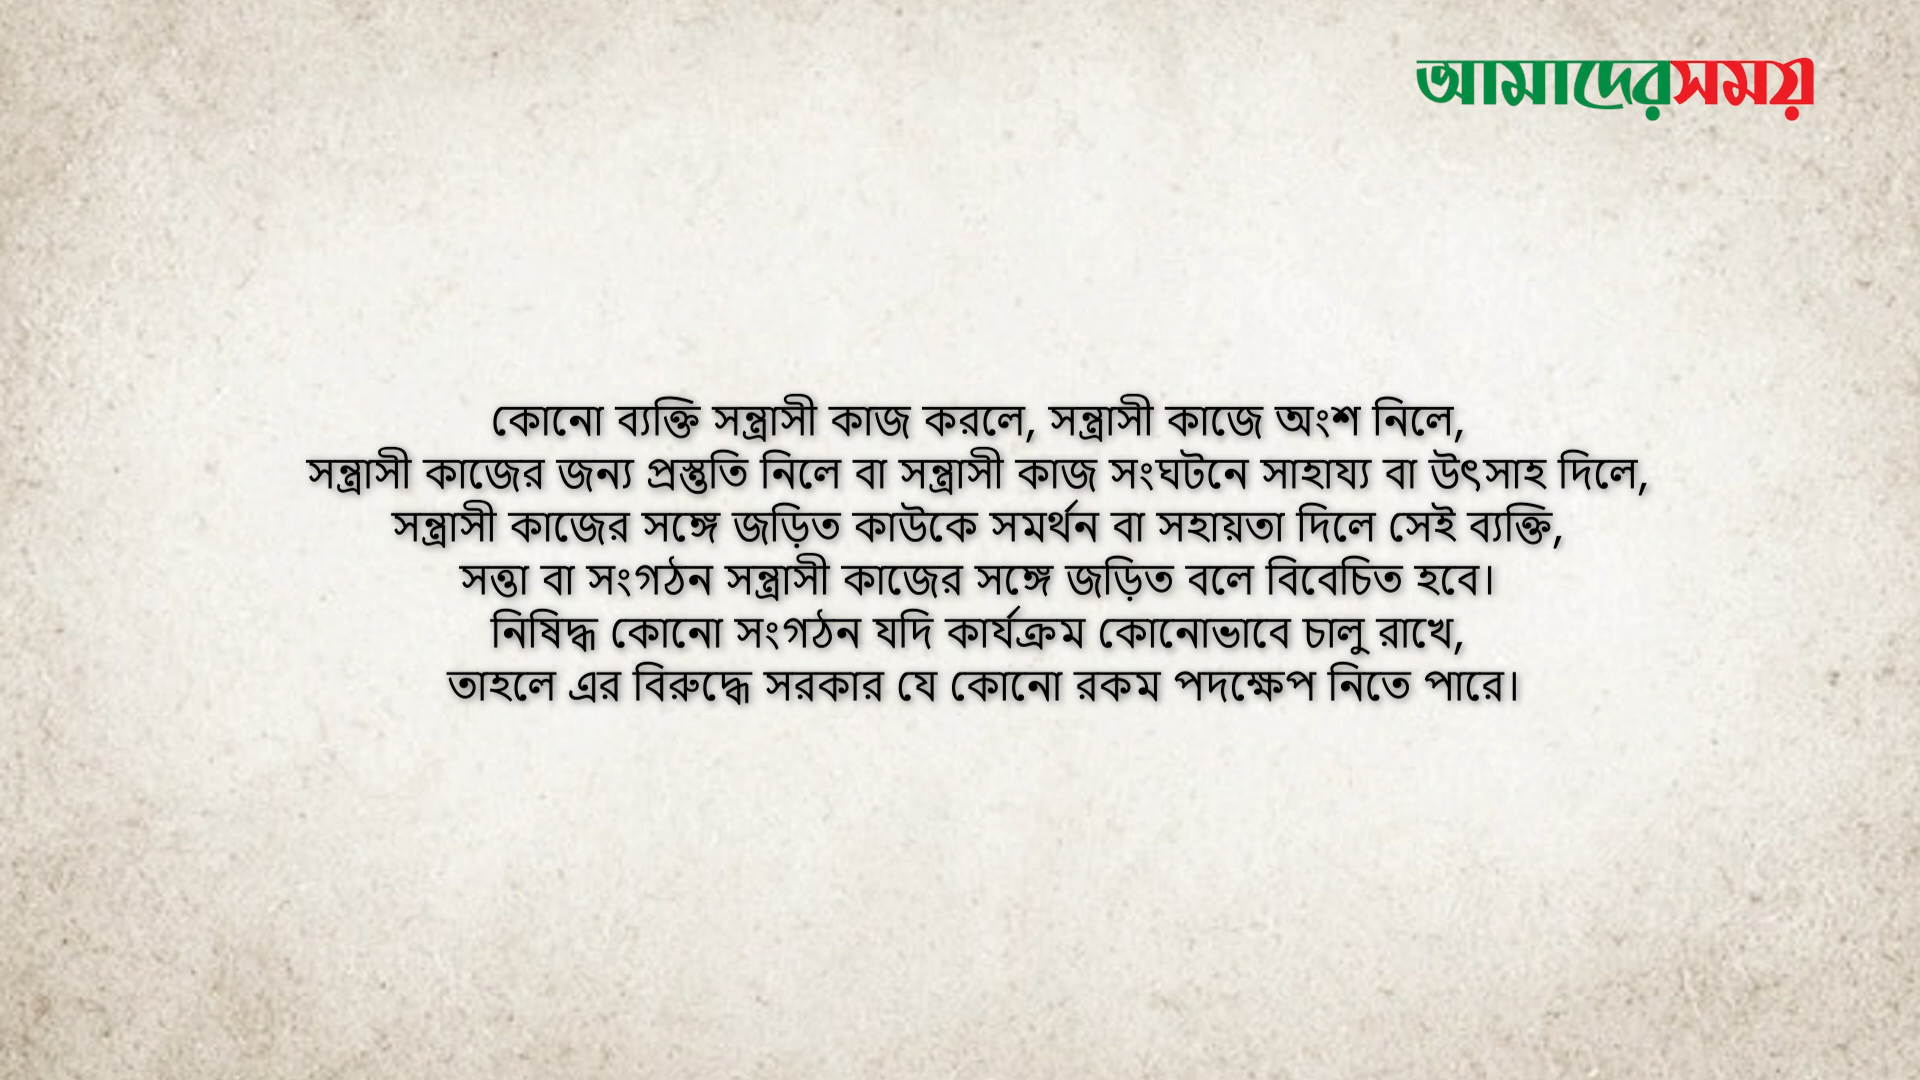 আমাদেরসময়
কোনো ব্যক্তি সন্ত্রাসী কাজ করলে, সন্ত্রাসী কাজে অংশ নিলে,
সন্ত্রাসী কাজের জন্য প্রস্তুতি নিলে বা সন্ত্রাসী কাজ সংঘটনে সাহায্য বা উৎসাহ দিলে,
সন্ত্রাসী কাজের সঙ্গে জড়িত কাউকে সমর্থন বা সহায়তা দিলে সেই ব্যক্তি,
সত্তা বা সংগঠন সন্ত্রাসী কাজের সঙ্গে জড়িত বলে বিবেচিত হবে।
নিষিদ্ধ কোনো সংগঠন যদি কার্যক্রম কোনোভাবে চালু রাখে,
তাহলে এর বিরুদ্ধে সরকার যে কোনো রকম পদক্ষেপ নিতে পারে।